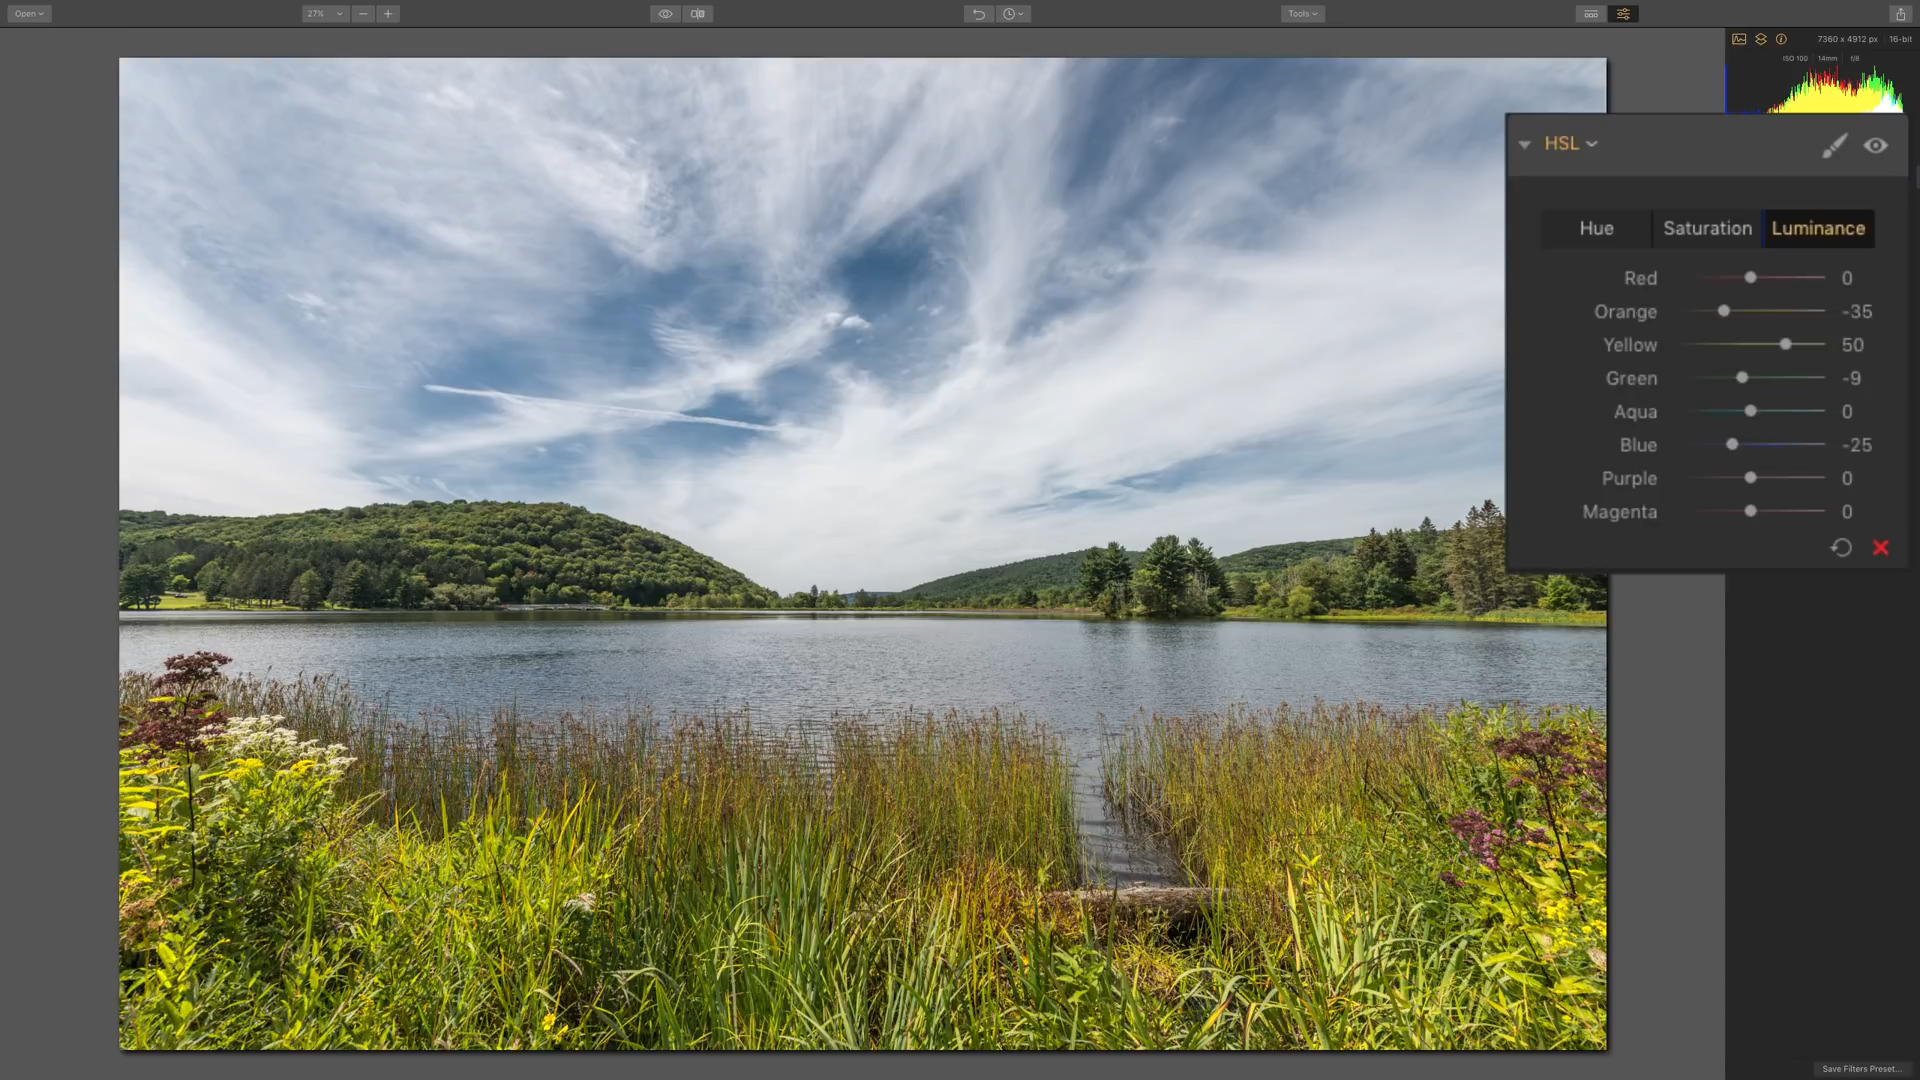 Open
27%
Tools
7360 x 4912 px 16-bit
ISO 100 14mm f/8
HSL
Hue Saturation Luminance
Red 0
Orange -35
Yellow 50
Green -9
Aqua 0
Blue -25
Purple 0
Magenta 0
Save Filters Preset...